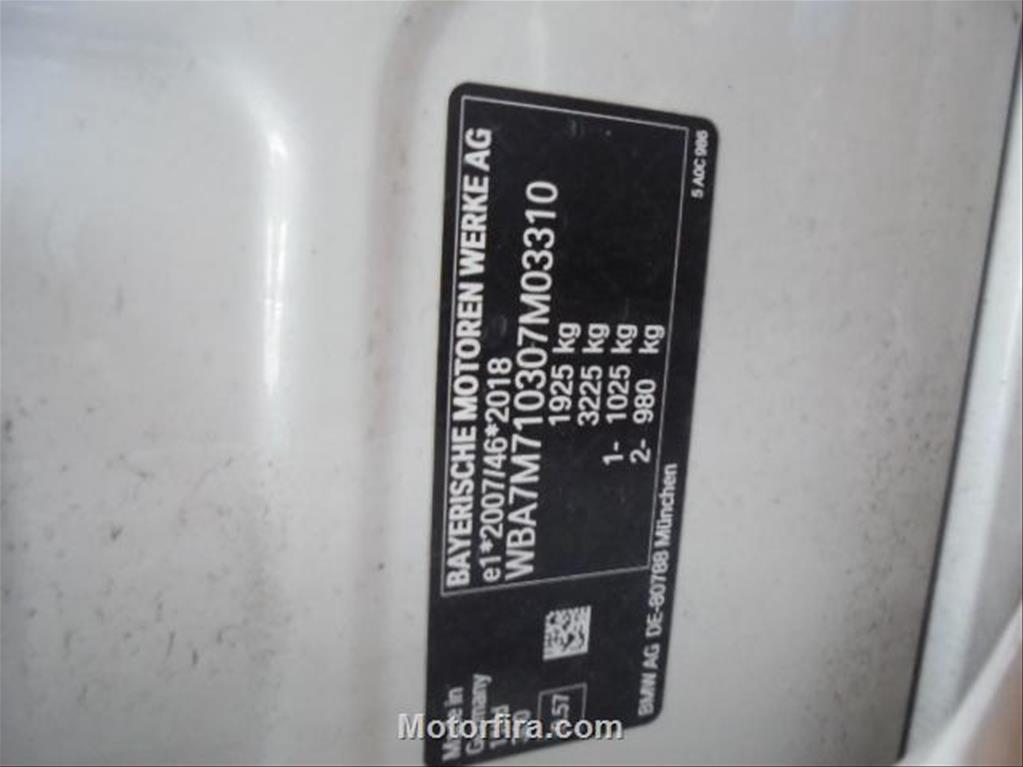 BAYERISCHE MOTOREN WERKE AG
e1*2007/46*2018
WBA7M710307M03310
1925 kg
3225 kg
1- 1025 kg
2- 980 kg
5 A0C 986
Made in
Germany
BMW AG DE-80788 München
Motorfira.com